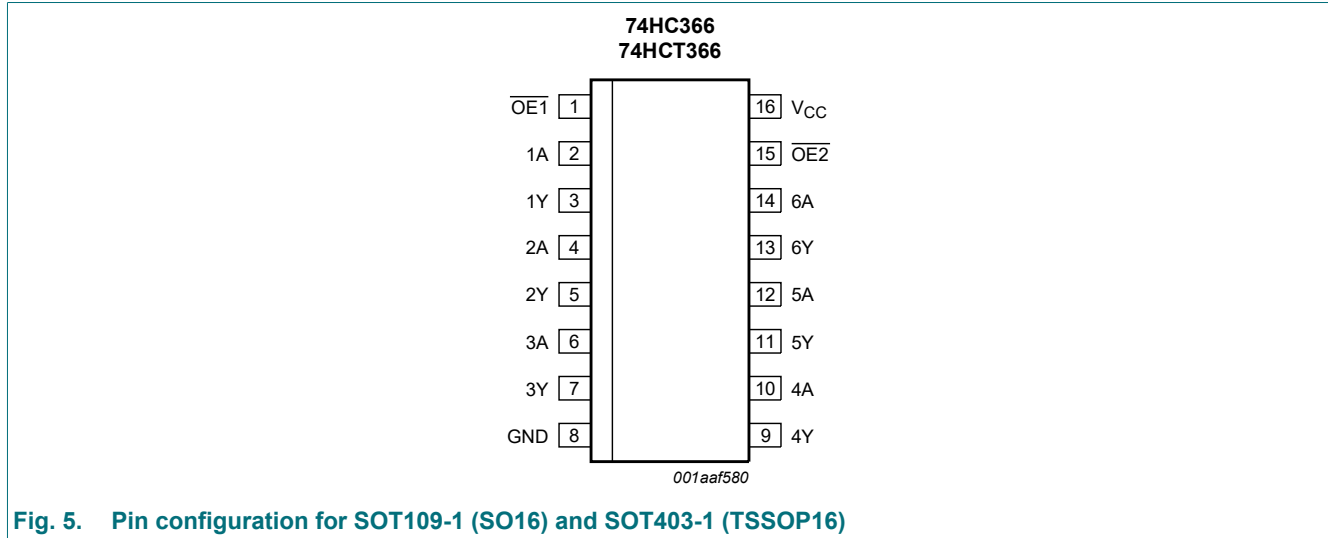 74HC366
74HCT366
O̅E̅1̅ 1
1A 2
1Y 3
2A 4
2Y 5
3A 6
3Y 7
GND 8
16 VCC
15 O̅E̅2̅
14 6A
13 6Y
12 5A
11 5Y
10 4A
9 4Y
001aaf580
Fig. 5. Pin configuration for SOT109-1 (SO16) and SOT403-1 (TSSOP16)